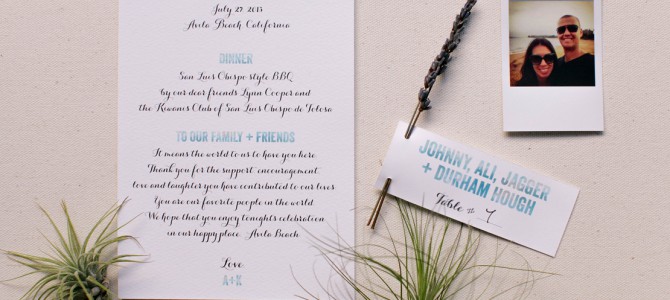 July 27 2013
Avila Beach California
DINNER
San Luis Obispo style BBQ
by our dear friends Lynn Cooper and
the Kiwanis Club of San Luis Obispo de Tolosa
TO OUR FAMILY + FRIENDS
It means the world to us to have you here.
Thank you for the support encouragement
love and laughter you have contributed to our lives.
You are our favorite people in the world.
We hope that you enjoy tonights celebration
in our happy place Avila Beach
Love
A+K
JOHNNY, ALI, JAGGER
+ DURHAM HOUGH
Table # 7